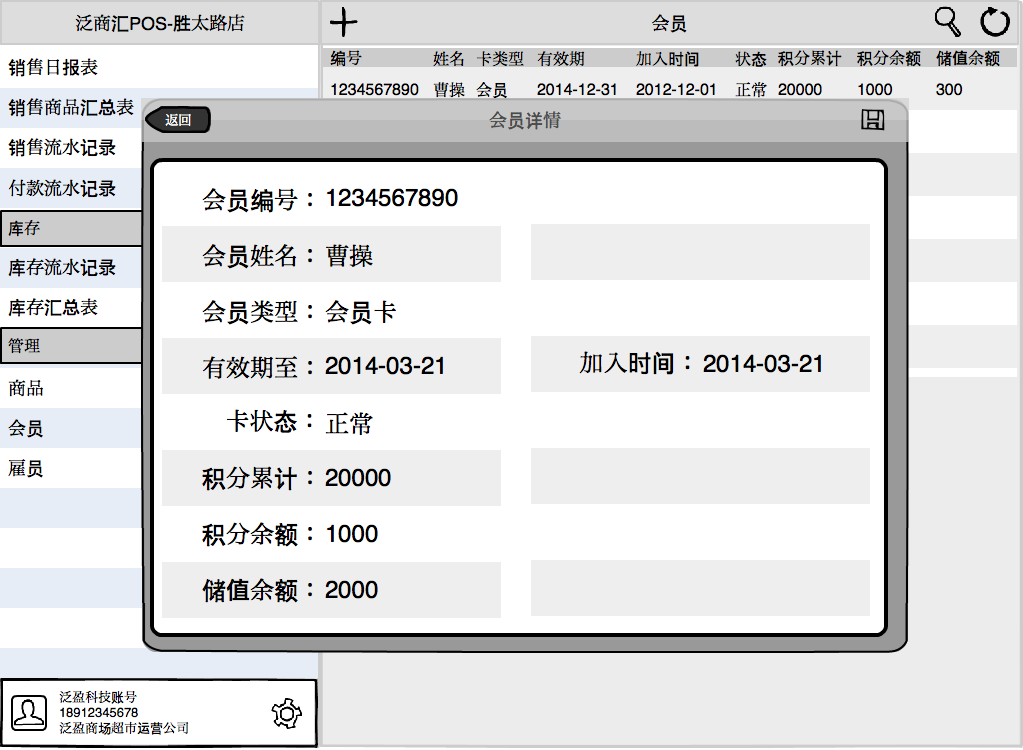 泛商汇POS-胜太路店
会员
销售日报表
销售商品汇总表
销售流水记录
付款流水记录
库存
库存流水记录
库存汇总表
管理
商品
会员
雇员
泛盈科技账号
18912345678
泛盈商场超市运营公司
编号 姓名 卡类型 有效期 加入时间 状态 积分累计 积分余额 储值余额
1234567890 曹操 会员 2014-12-31 2012-12-01 正常 20000 1000 300
返回 会员详情
会员编号：1234567890
会员姓名：曹操
会员类型：会员卡
有效期至：2014-03-21 加入时间：2014-03-21
卡状态：正常
积分累计：20000
积分余额：1000
储值余额：2000